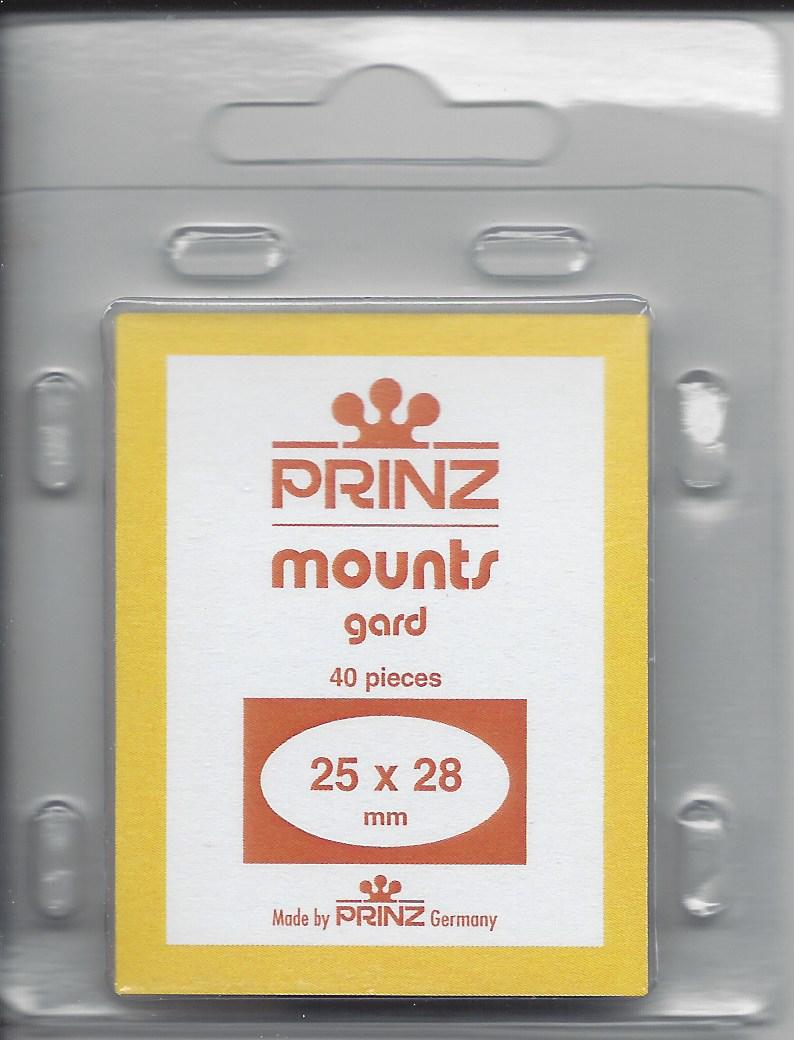 PRINZ
mounts
gard
40 pieces
25 x 28
mm
Made by PRINZ Germany